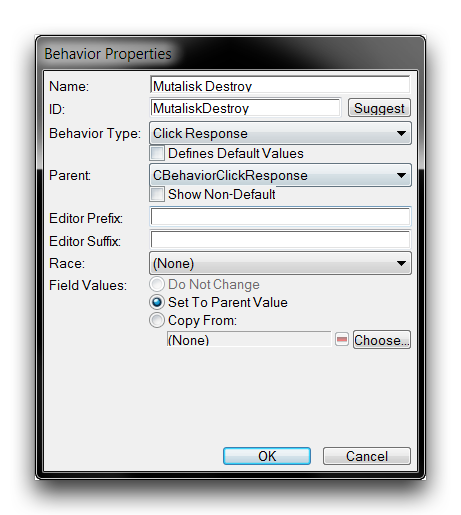 Behavior Properties
Name: Mutalisk Destroy
ID: MutaliskDestroy Suggest
Behavior Type: Click Response
Defines Default Values
Parent: CBehaviorClickResponse
Show Non-Default
Editor Prefix:
Editor Suffix:
Race: (None)
Field Values: Do Not Change
Set To Parent Value
Copy From:
(None) Choose...
OK Cancel